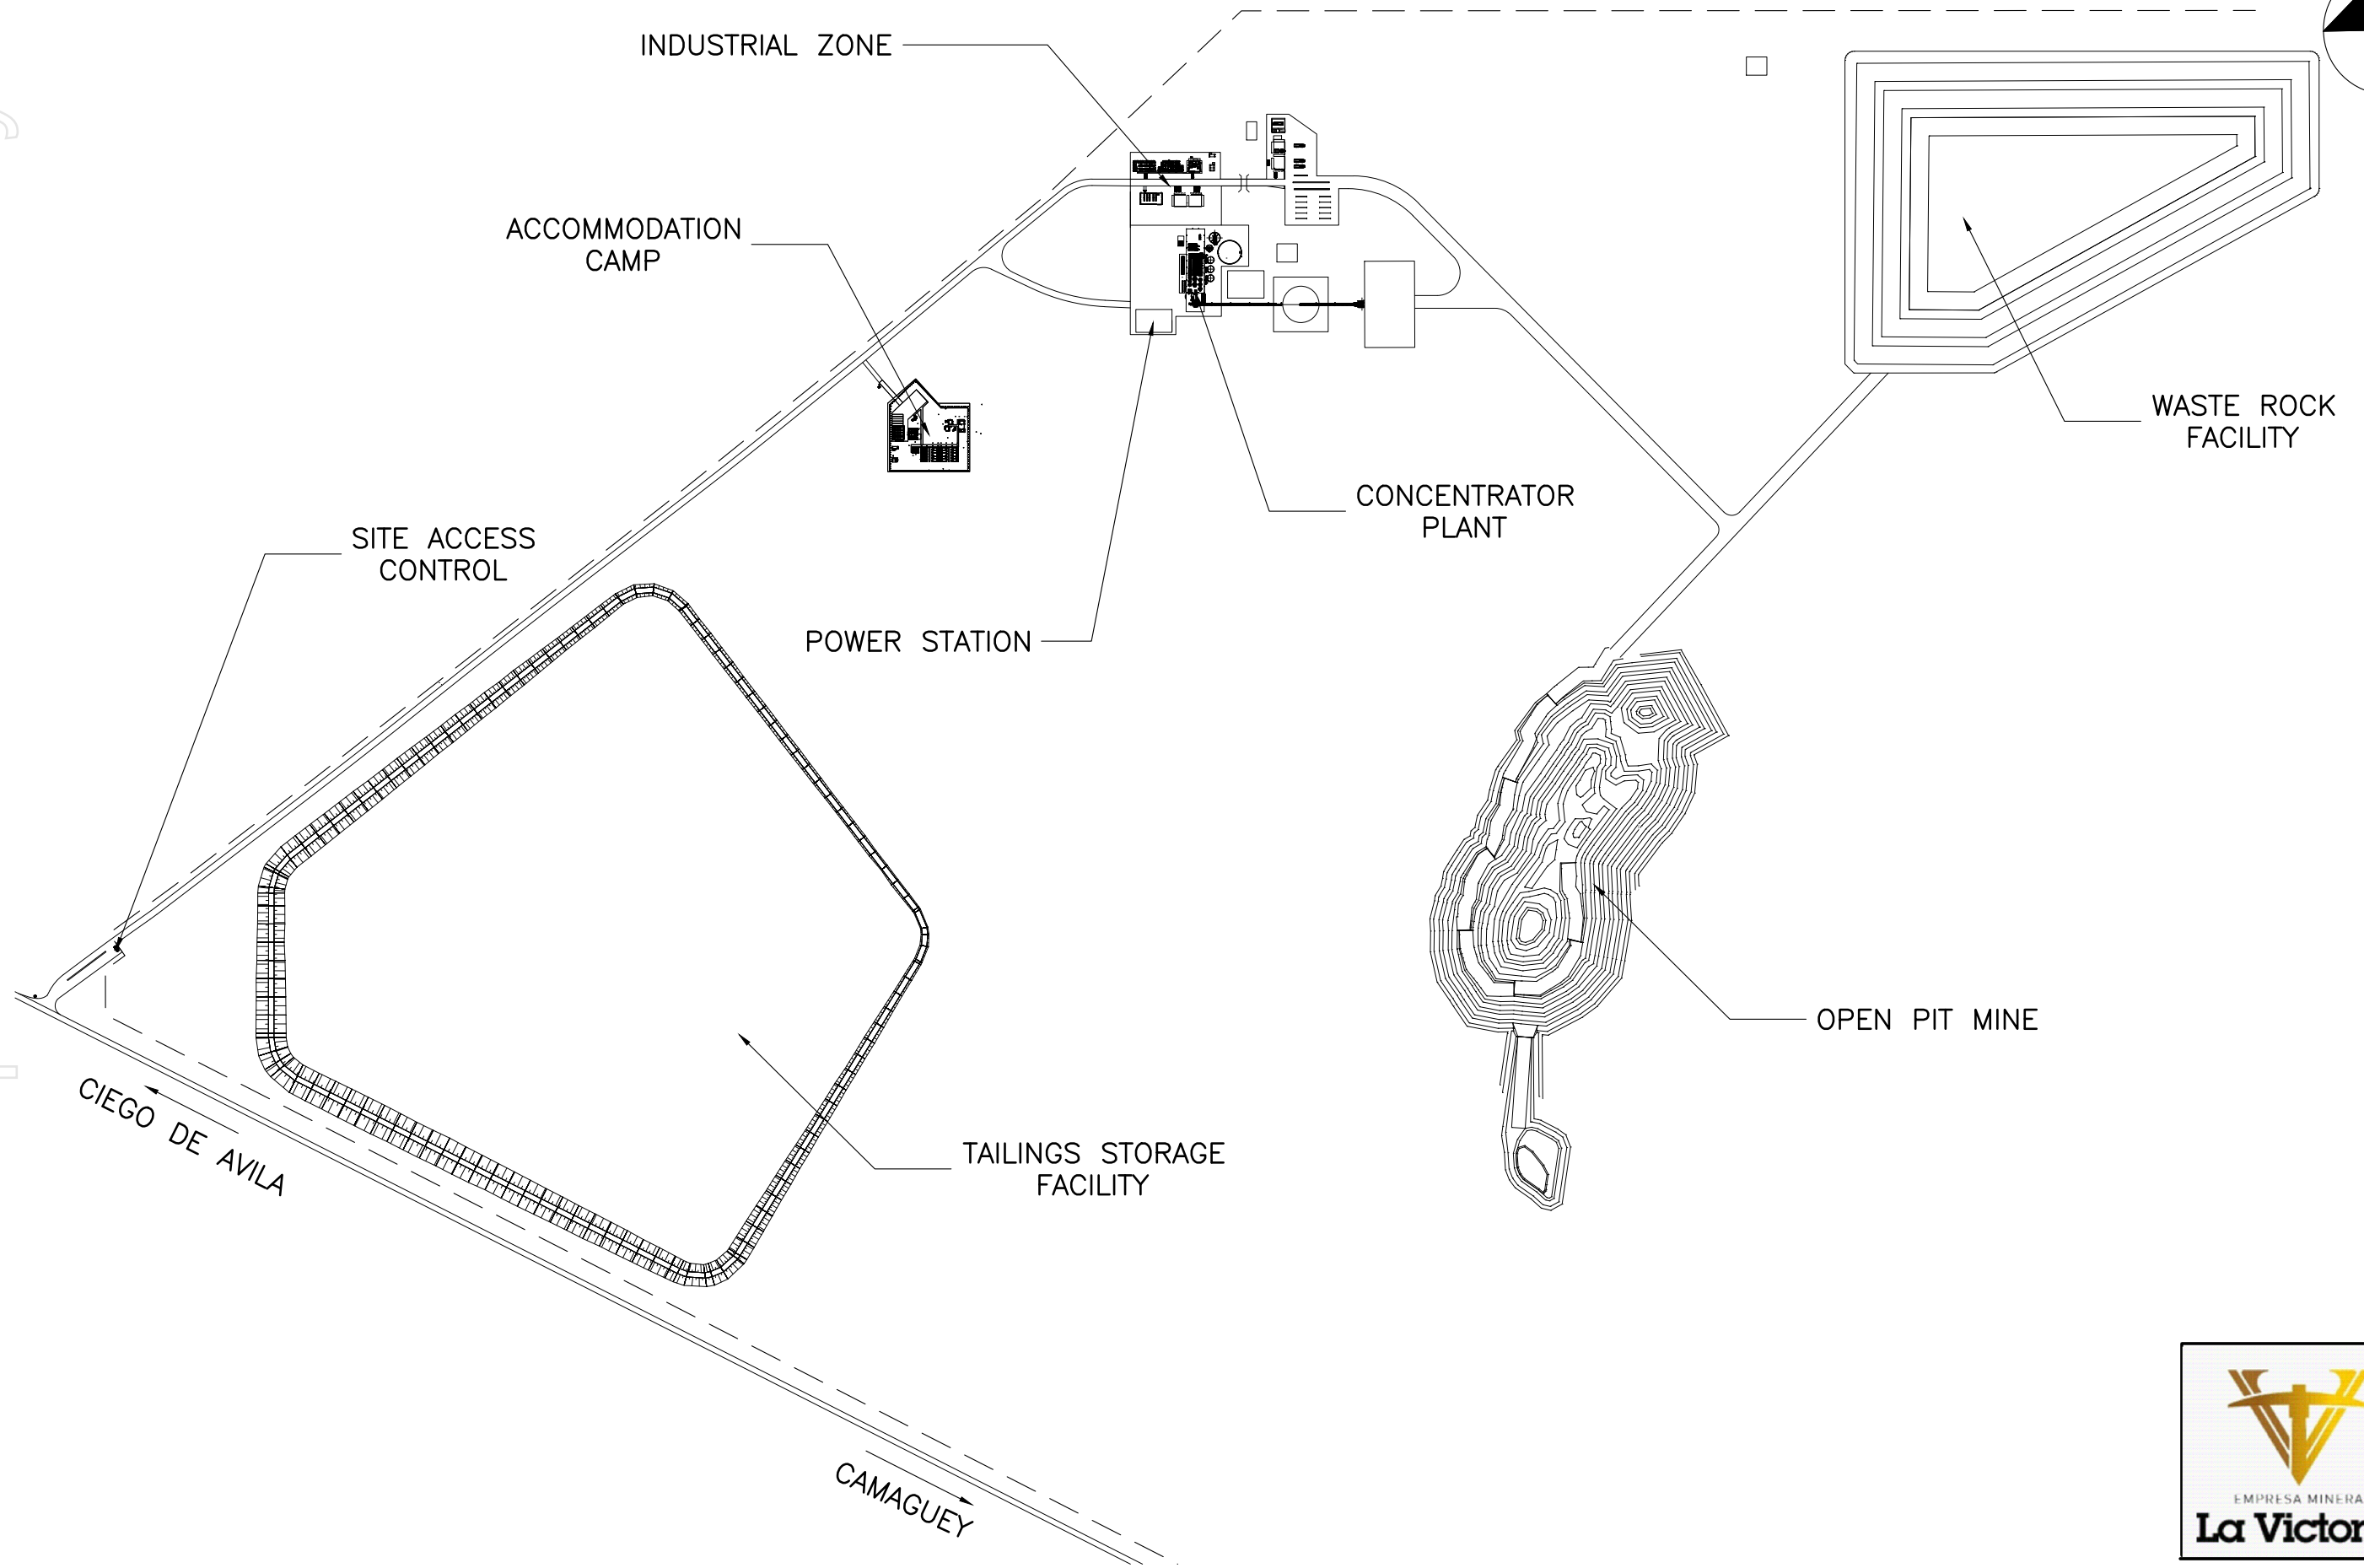 INDUSTRIAL ZONE
ACCOMMODATION
CAMP
WASTE ROCK
FACILITY
CONCENTRATOR
PLANT
SITE ACCESS
CONTROL
POWER STATION
OPEN PIT MINE
CIEGO DE AVILA
TAILINGS STORAGE
FACILITY
CAMAGUEY
EMPRESA MINERA
La Victor